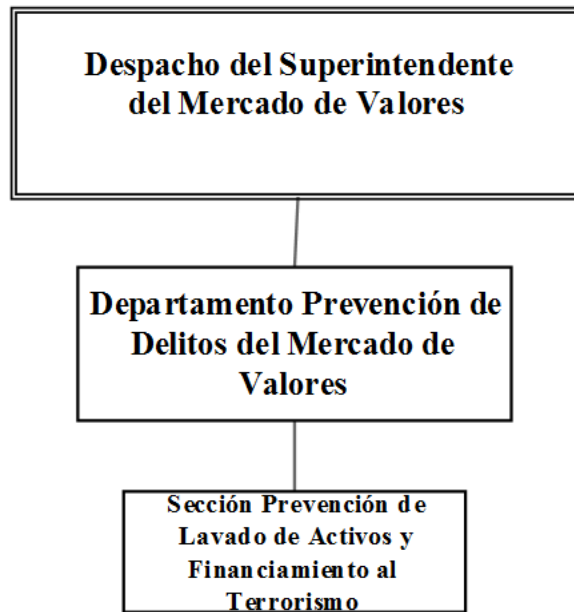 Despacho del Superintendente
del Mercado de Valores
Departamento Prevención de
Delitos del Mercado de
Valores
Sección Prevención de
Lavado de Activos y
Financiamiento al
Terrorismo